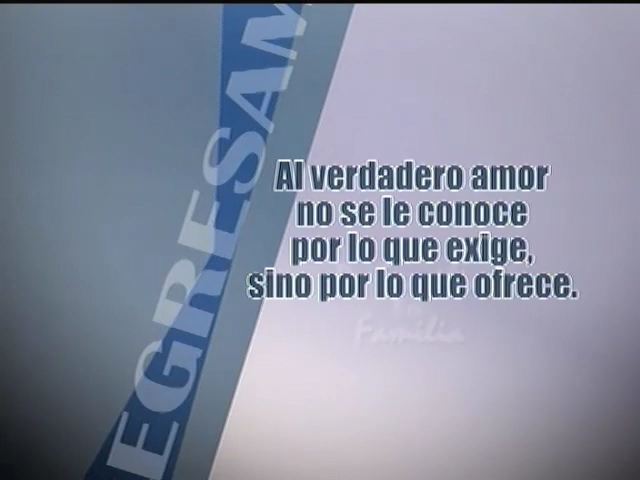 EGRESAM
Al verdadero amor
no se le conoce
por lo que exige,
sino por lo que ofrece.
Familia